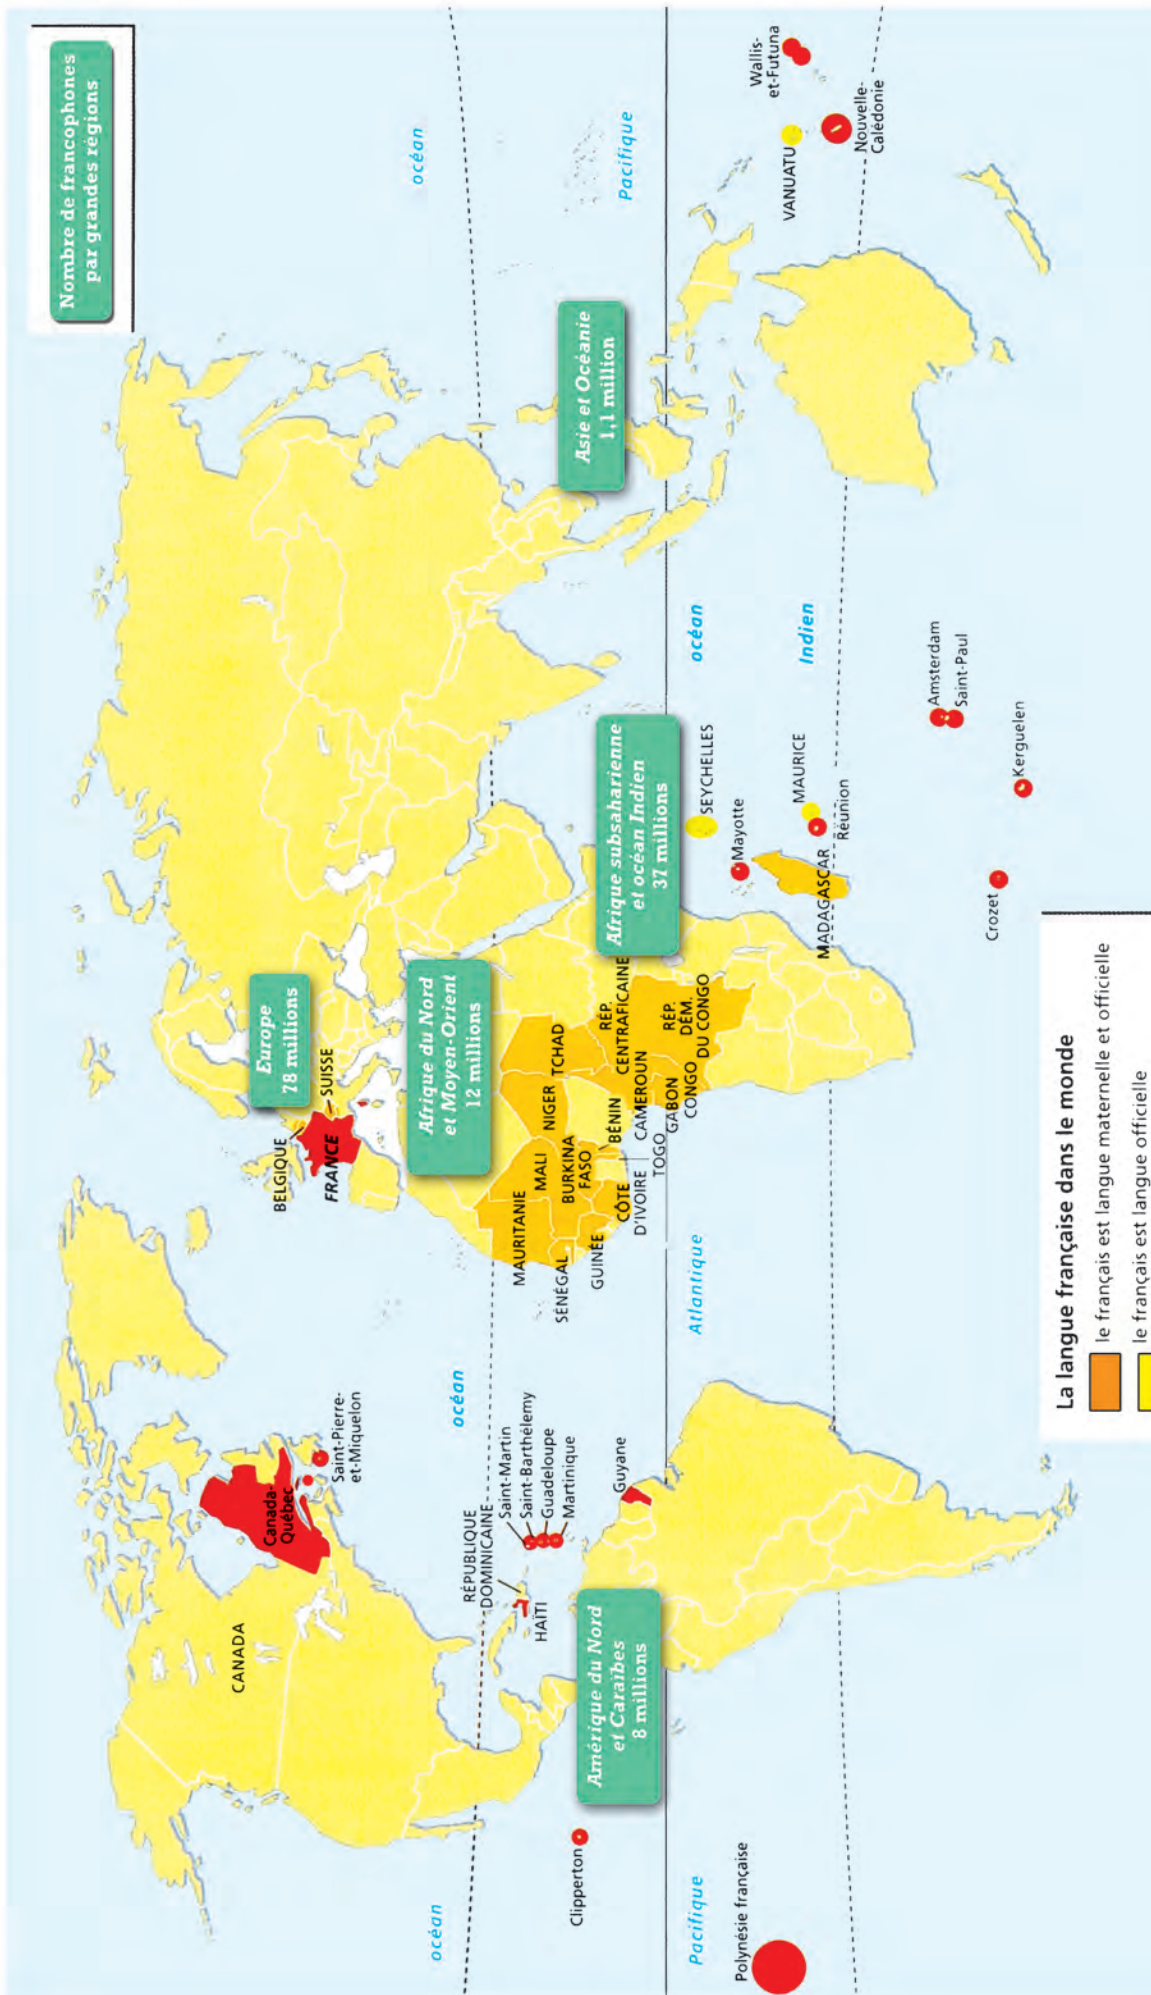 Nombre de francophones
par grandes régions
CANADA
Canada-
Québec
Saint-Pierre-
et-Miquelon
océan
océan
RÉPUBLIQUE
DOMINICAINE
HAÏTI
Saint-Martin
Saint-Barthélemy
Guadeloupe
Martinique
Guyane
Clipperton
Amérique du Nord
et Caraïbes
8 millions
Pacifique
Polynésie française
Atlantique
Europe
78 millions
BELGIQUE
FRANCE
SUISSE
Afrique du Nord
et Moyen-Orient
12 millions
MAURITANIE
MALI
NIGER
TCHAD
SÉNÉGAL
BURKINA
FASO
GUINÉE
CÔTE
D'IVOIRE
BÉNIN
TOGO
CAMEROUN
RÉP.
CENTRAFICAINE
GABON
CONGO
RÉP.
DÉM.
DU CONGO
Afrique subsaharienne
et océan Indien
37 millions
SEYCHELLES
Mayotte
MAURICE
Réunion
MADAGASCAR
océan
Indien
Amsterdam
Saint-Paul
Crozet
Kerguelen
Asie et Océanie
1,1 million
océan
Pacifique
Wallis-
et-Futuna
VANUATU
Nouvelle-
Calédonie
La langue française dans le monde
le français est langue maternelle et officielle
le français est langue officielle